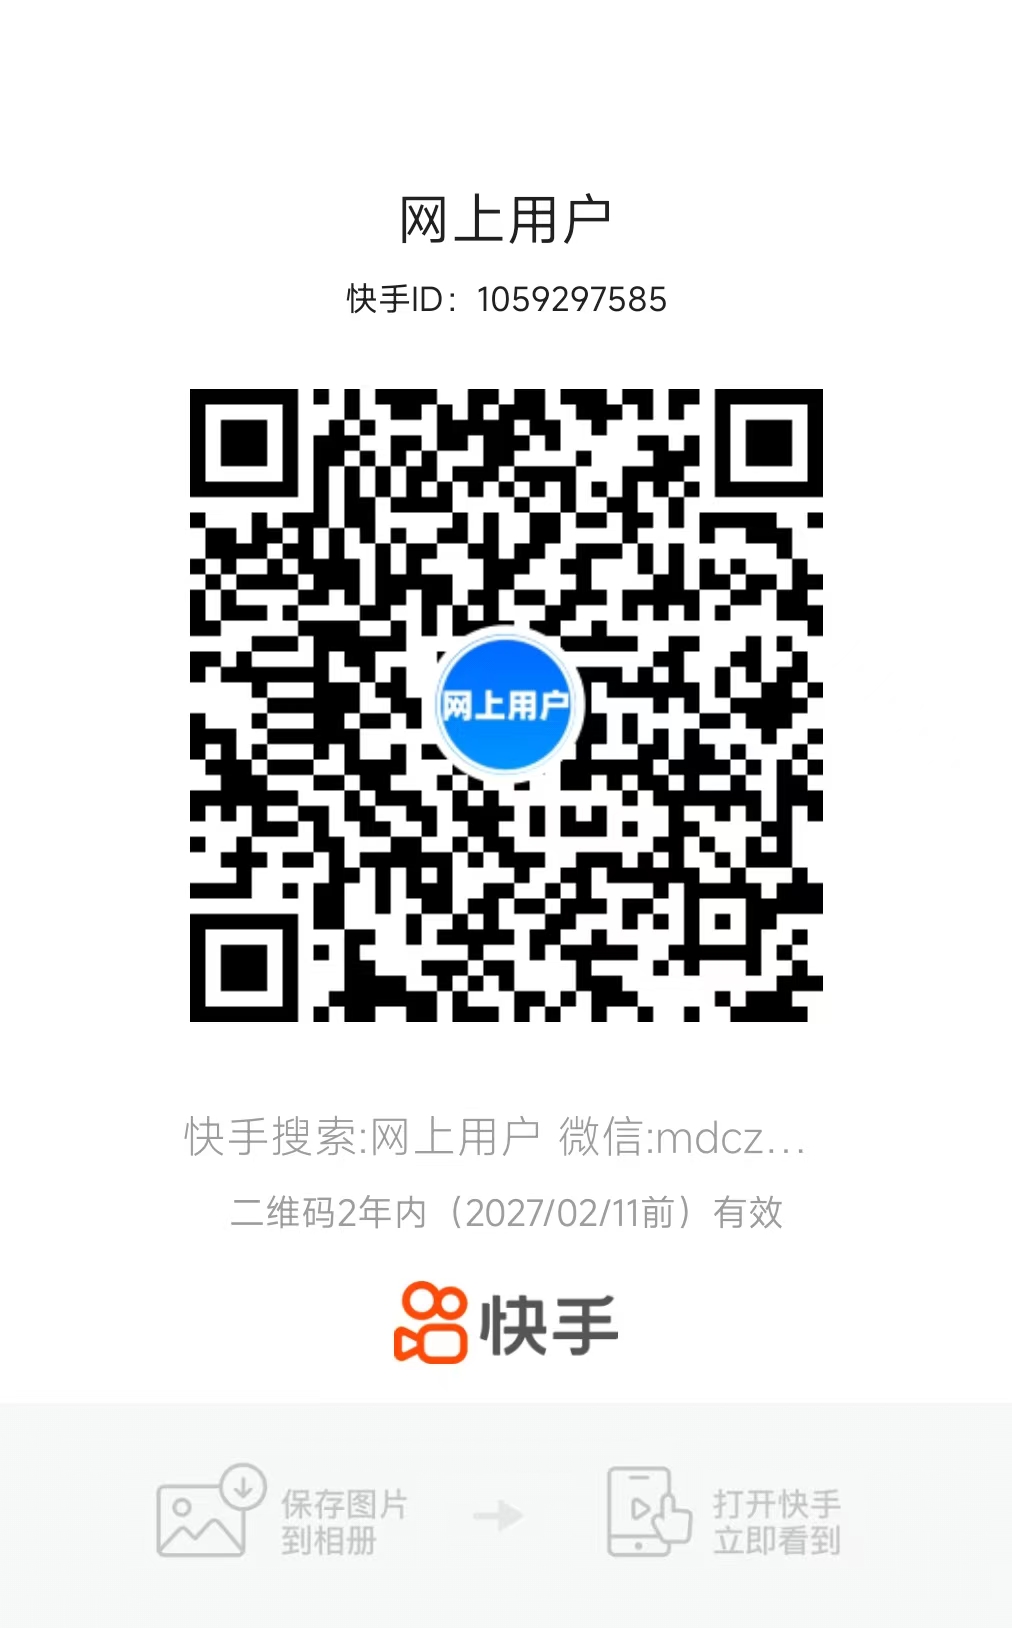 网上用户
快手ID：1059297585
网上用户
快手搜索:网上用户 微信:mdcz...
二维码2年内（2027/02/11前）有效
快手
保存图片
到相册
打开快手
立即看到